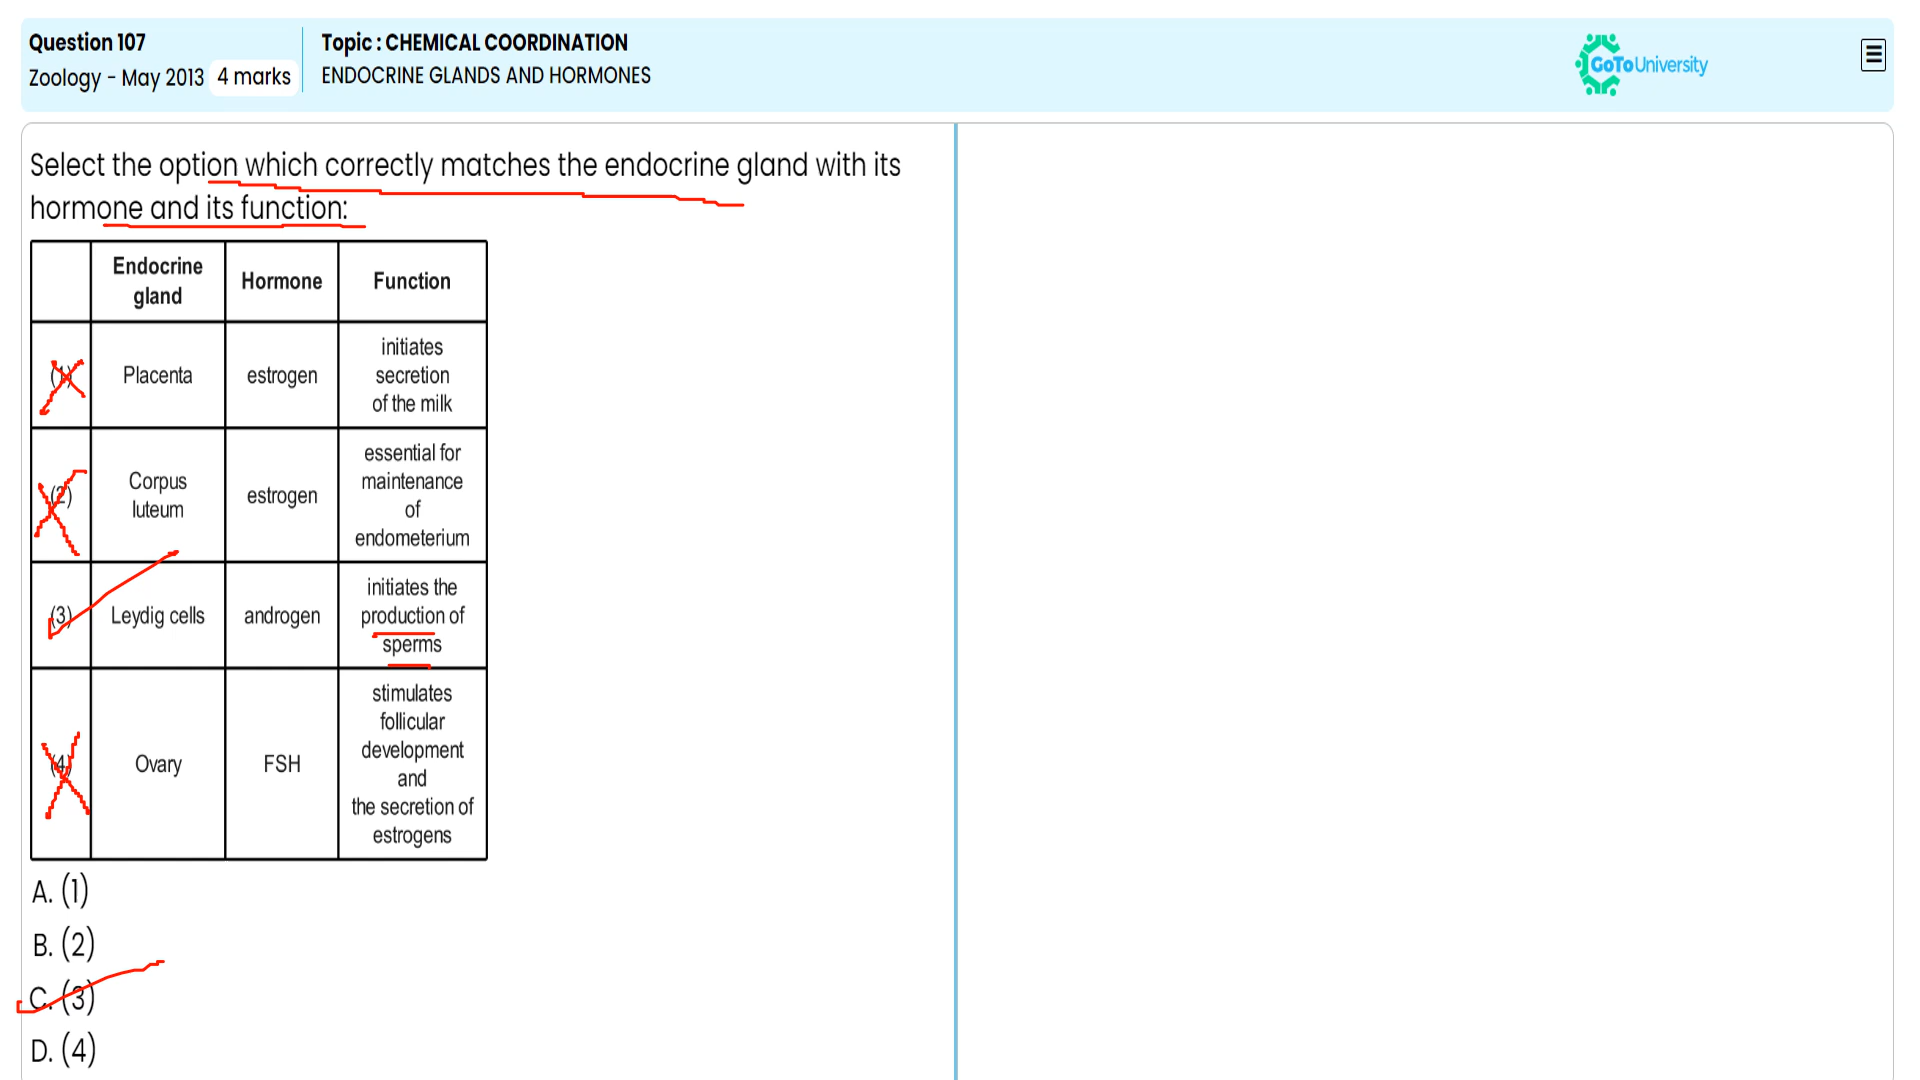 Question 107
Zoology - May 2013 4 marks
Topic : CHEMICAL COORDINATION
ENDOCRINE GLANDS AND HORMONES
GoToUniversity
Select the option which correctly matches the endocrine gland with its
hormone and its function:
Endocrine gland Hormone Function
(1) Placenta estrogen initiates secretion of the milk
(2) Corpus luteum estrogen essential for maintenance of endometerium
(3) Leydig cells androgen initiates the production of sperms
(4) Ovary FSH stimulates follicular development and the secretion of estrogens
A. (1)
B. (2)
C. (3)
D. (4)